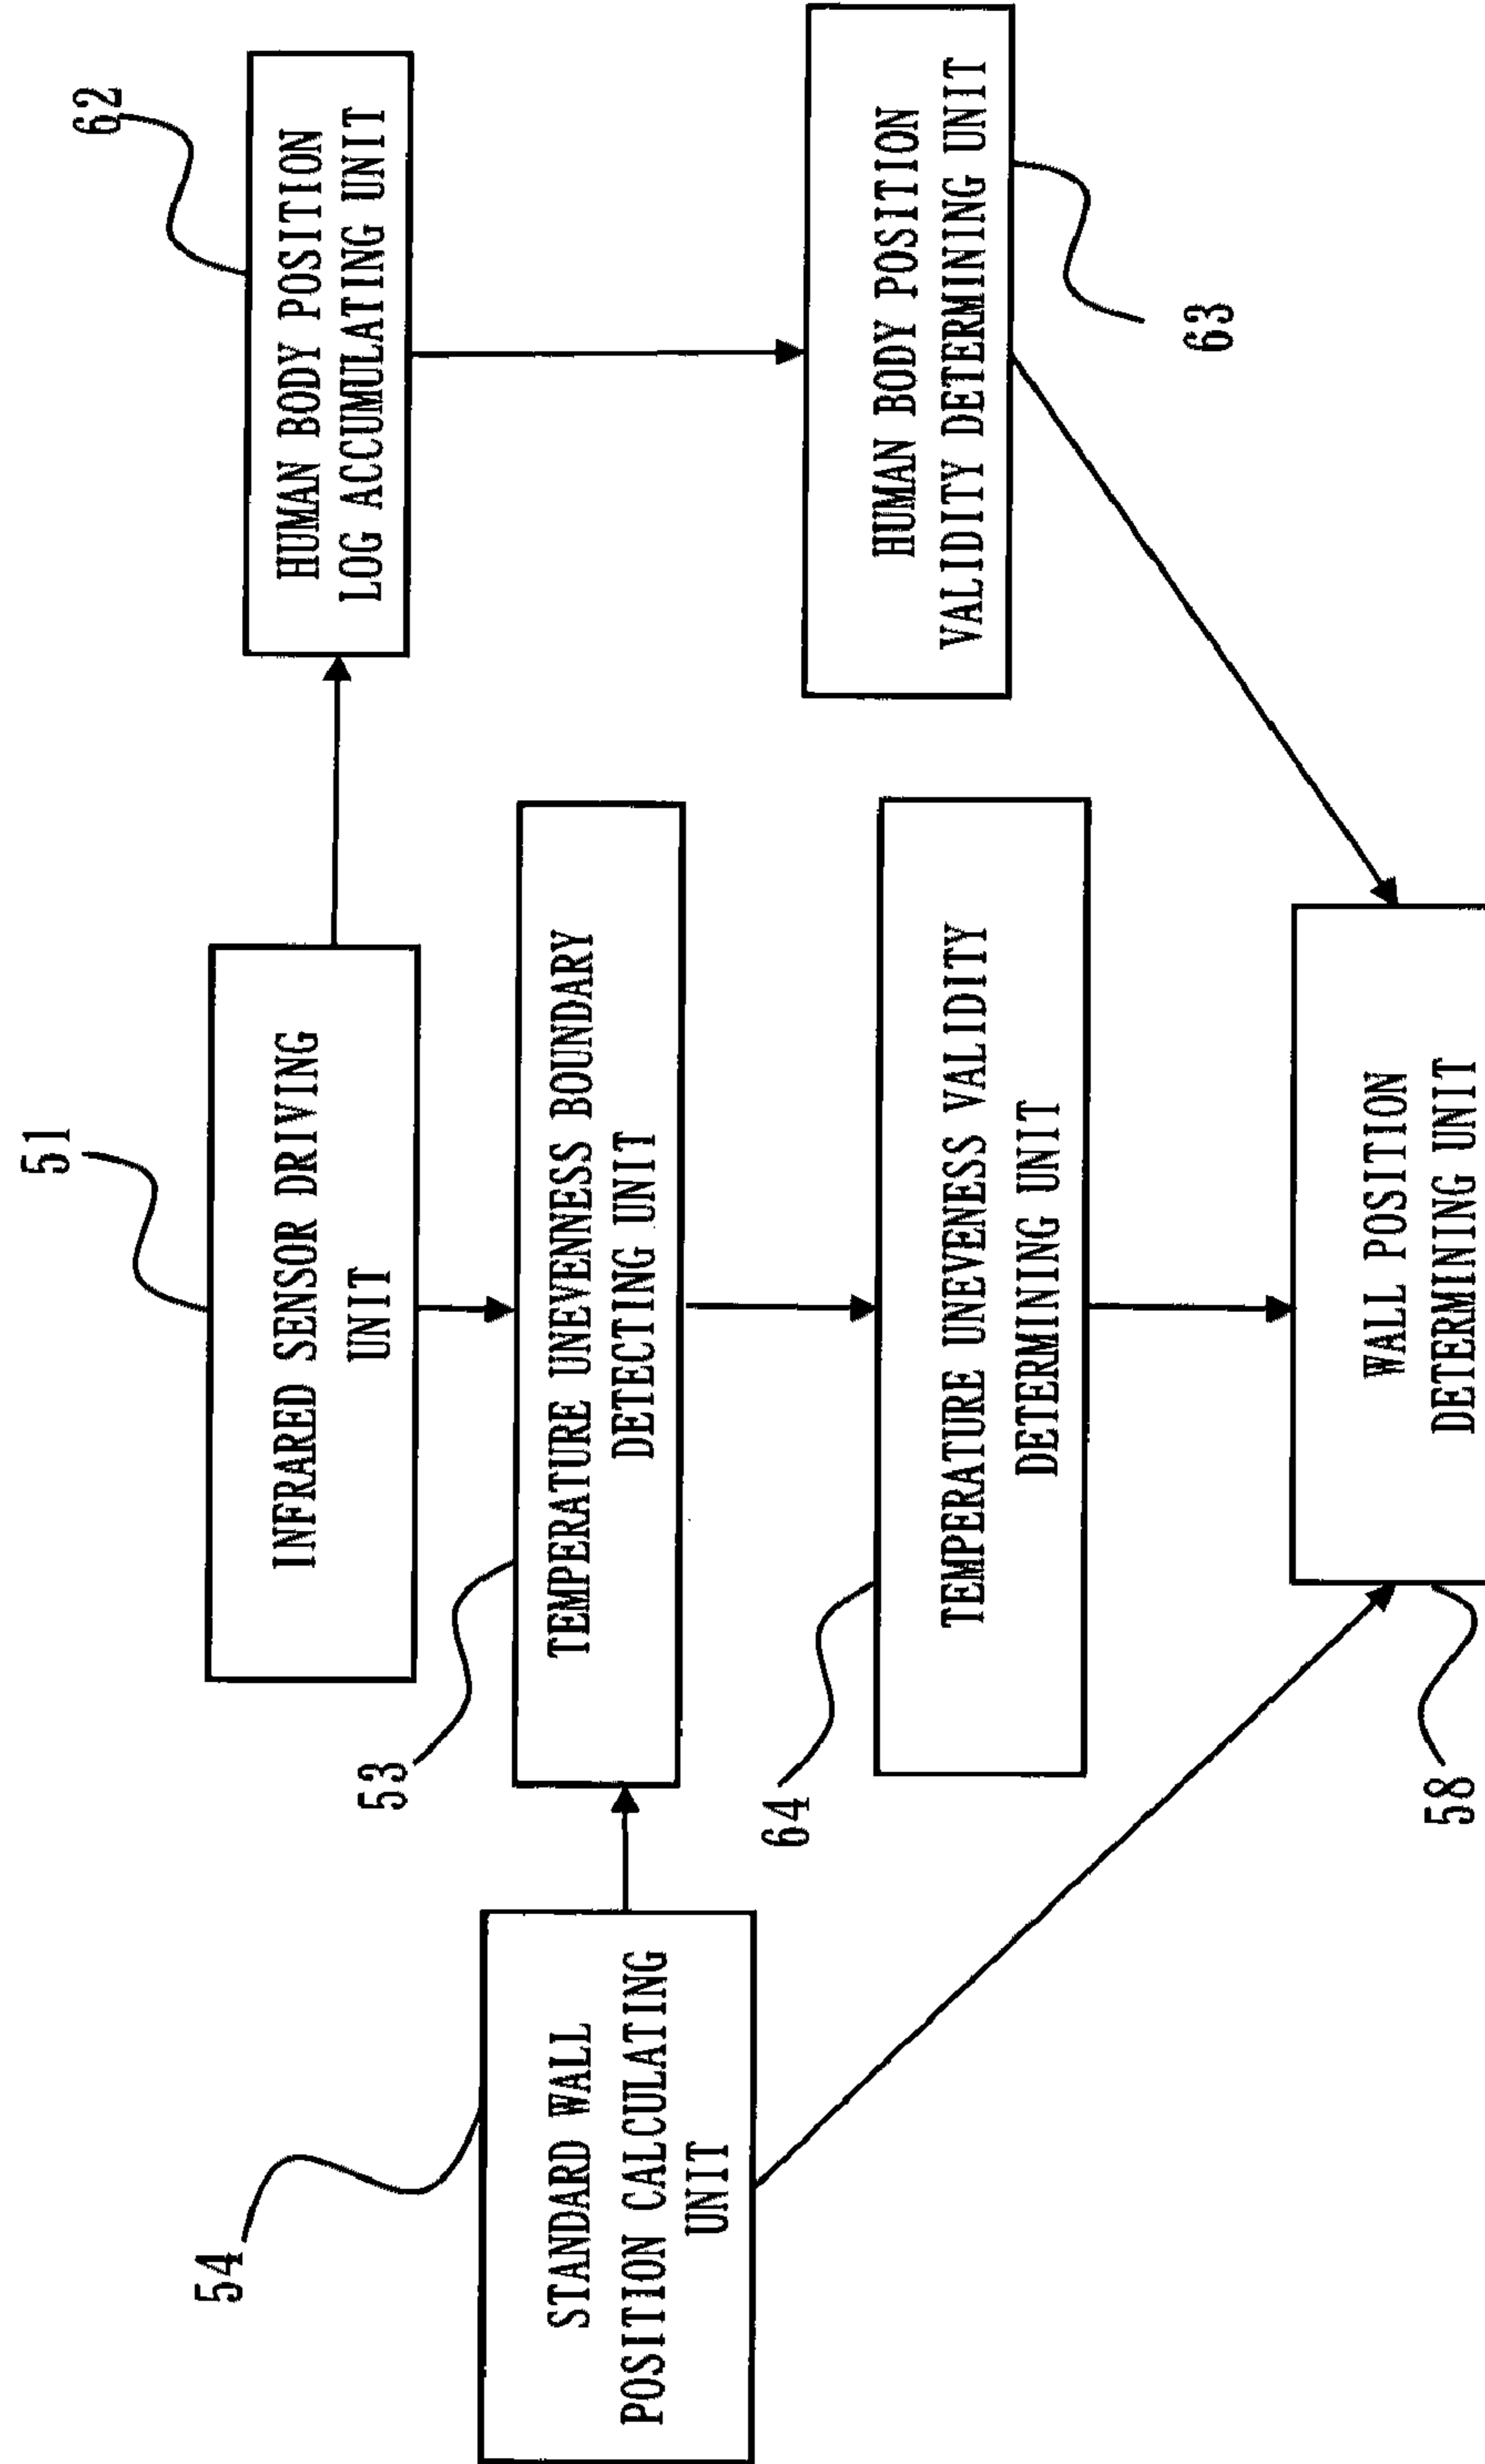 51
INFRARED SENSOR DRIVING
UNIT
62
HUMAN BODY POSITION
LOG ACCUMULATING UNIT
54
STANDARD WALL
POSITION CALCULATING
UNIT
53
TEMPERATURE UNEVENNESS BOUNDARY
DETECTING UNIT
64
TEMPERATURE UNEVENESS VALIDITY
DETERMINING UNIT
HUMAN BODY POSITION
VALIDITY DETERMINING UNIT
63
58
WALL POSITION
DETERMINING UNIT